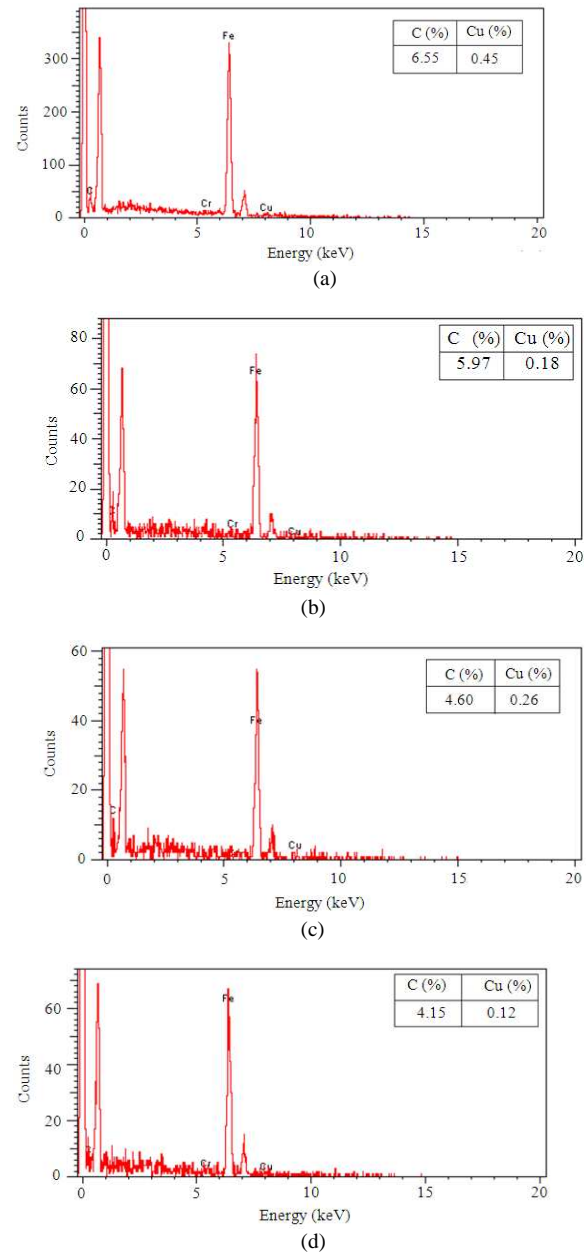 Fe
C (%) Cu (%)
6.55 0.45
300
200
100
0
Counts
C
Cr
Cu
0 5 10 15 20
Energy (keV)
(a)
C (%) Cu (%)
5.97 0.18
80
60
40
20
0
Counts
Fe
Cr
Cu
0 5 10 15 20
Energy (keV)
(b)
C (%) Cu (%)
4.60 0.26
60
40
20
0
Counts
Fe
Cu
0 5 10 15 20
Energy (keV)
(c)
C (%) Cu (%)
4.15 0.12
60
40
20
0
Counts
Fe
Cr
Cu
0 5 10 15 20
Energy (keV)
(d)